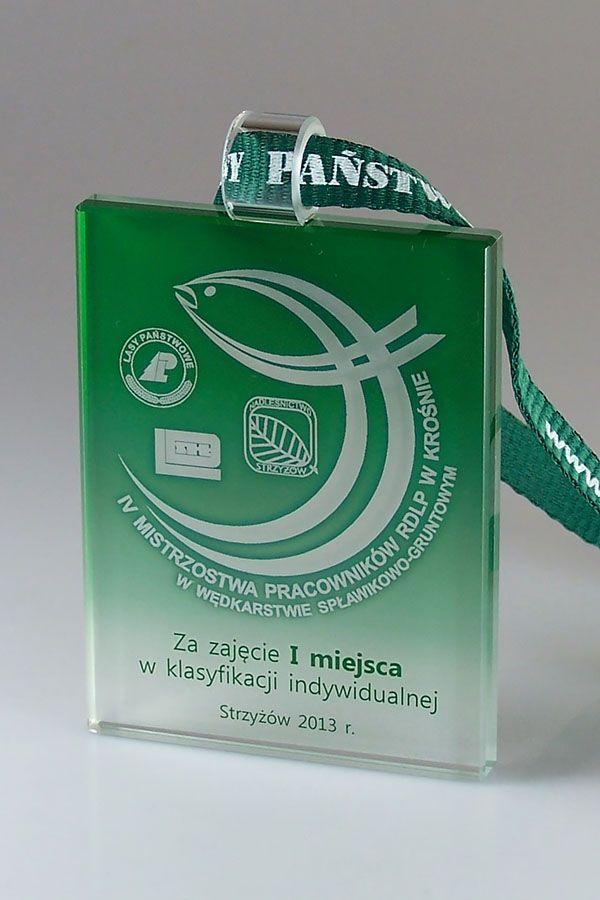 Y PAŃSTW
www
LASY PAŃSTWOWE
NADLEŚNICTWO
STRZYŻÓW
IV MISTRZOSTWA PRACOWNIKÓW RDLP W KROŚNIE
W WĘDKARSTWIE SPŁAWIKOWO-GRUNTOWYM
Za zajęcie I miejsca
w klasyfikacji indywidualnej
Strzyżów 2013 r.